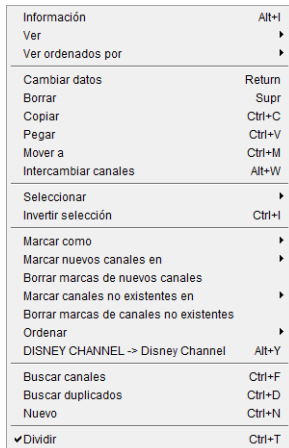 Información Alt+I
Ver
Ver ordenados por
Cambiar datos Return
Borrar Supr
Copiar Ctrl+C
Pegar Ctrl+V
Mover a Ctrl+M
Intercambiar canales Alt+W
Seleccionar
Invertir selección Ctrl+I
Marcar como
Marcar nuevos canales en
Borrar marcas de nuevos canales
Marcar canales no existentes en
Borrar marcas de canales no existentes
Ordenar
DISNEY CHANNEL -> Disney Channel Alt+Y
Buscar canales Ctrl+F
Buscar duplicados Ctrl+D
Nuevo Ctrl+N
Dividir Ctrl+T